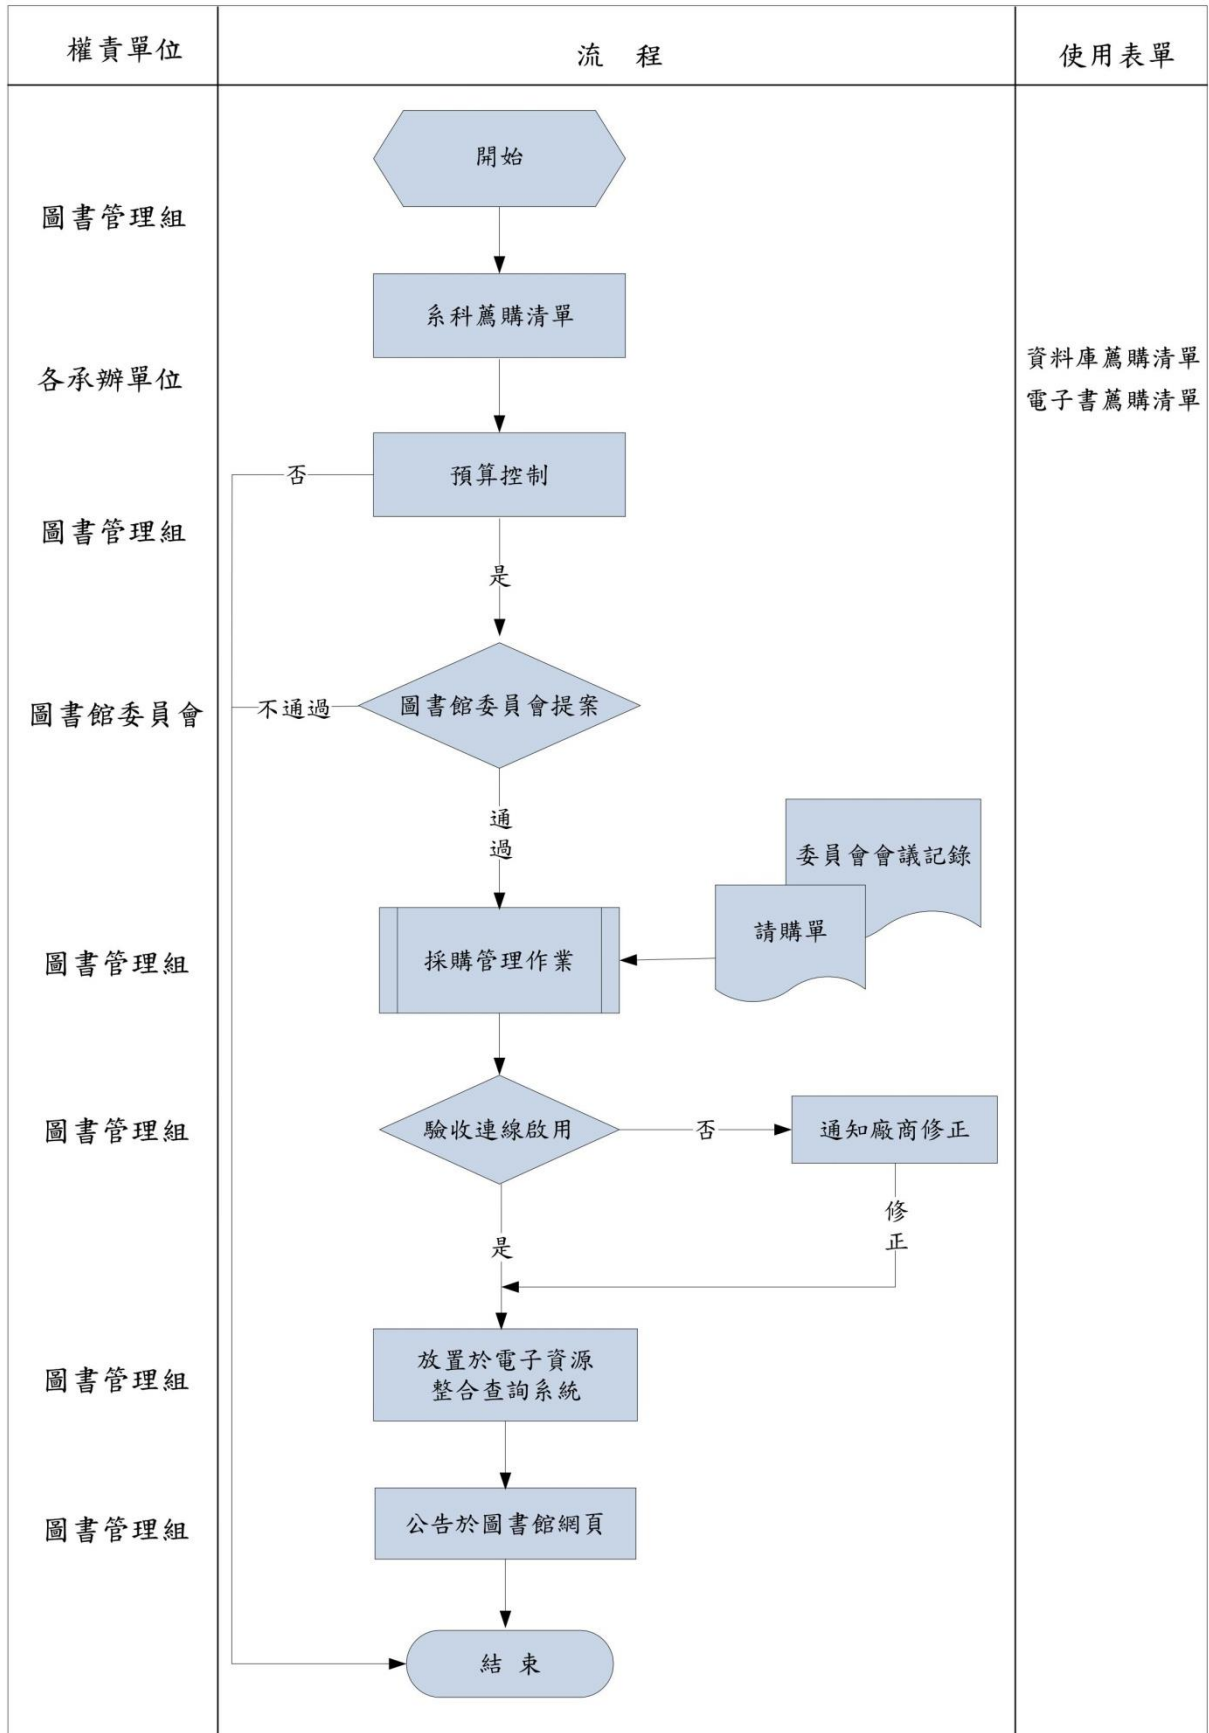 權責單位
流 程
使用表單
開始
圖書管理組
系科薦購清單
各承辦單位
資料庫薦購清單
電子書薦購清單
否
預算控制
圖書管理組
是
圖書館委員會
不通過
圖書館委員會提案
通
過
委員會會議記錄
請購單
圖書管理組
採購管理作業
圖書管理組
驗收連線啟用
否
通知廠商修正
修
正
是
圖書管理組
放置於電子資源
整合查詢系統
圖書管理組
公告於圖書館網頁
結 束